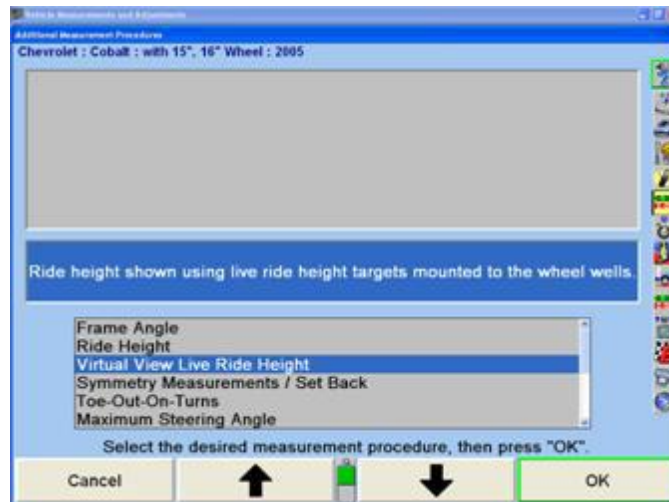 Vehicle Measurements and Adjustments
Additional Measurement Procedures
Chevrolet : Cobalt : with 15", 16" Wheel : 2005
Ride height shown using live ride height targets mounted to the wheel wells.
Frame Angle
Ride Height
Virtual View Live Ride Height
Symmetry Measurements / Set Back
Toe-Out-On-Turns
Maximum Steering Angle
Select the desired measurement procedure, then press "OK".
Cancel
OK